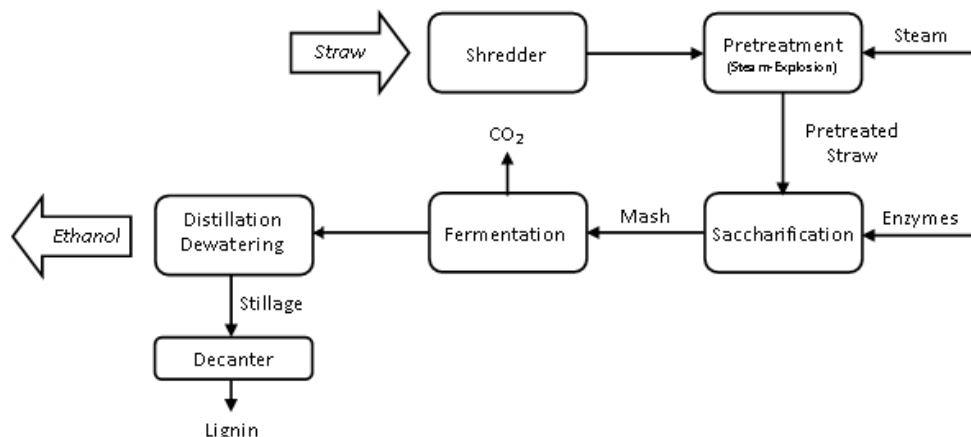 Straw
Shredder
Pretreatment
(Steam-Explosion)
Steam
CO₂
Pretreated
Straw
Ethanol
Distillation
Dewatering
Fermentation
Mash
Saccharification
Enzymes
Stillage
Decanter
Lignin